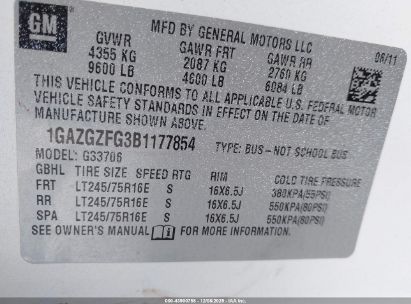 GM
MFD BY GENERAL MOTORS LLC
GVWR GAWR FRT GAWR RR 06/11
4355 KG 2087 KG 2760 KG
9600 LB 4600 LB 6084 LB
THIS VEHICLE CONFORMS TO ALL APPLICABLE U.S. FEDERAL MOTOR
VEHICLE SAFETY STANDARDS IN EFFECT ON THE DATE OF
MANUFACTURE SHOWN ABOVE.
1GAZGZFG3B1177854 TYPE: BUS-NOT SCHOOL BUS
MODEL: G33706
GBHL TIRE SIZE SPEED RTG RIM COLD TIRE PRESSURE
FRT LT245/75R16E S 16X6.5J 380KPA(55PSI)
RR LT245/75R16E S 16X6.5J 550KPA(80PSI)
SPA LT245/75R16E S 16X6.5J 550KPA(80PSI)
SEE OWNER'S MANUAL FOR MORE INFORMATION.